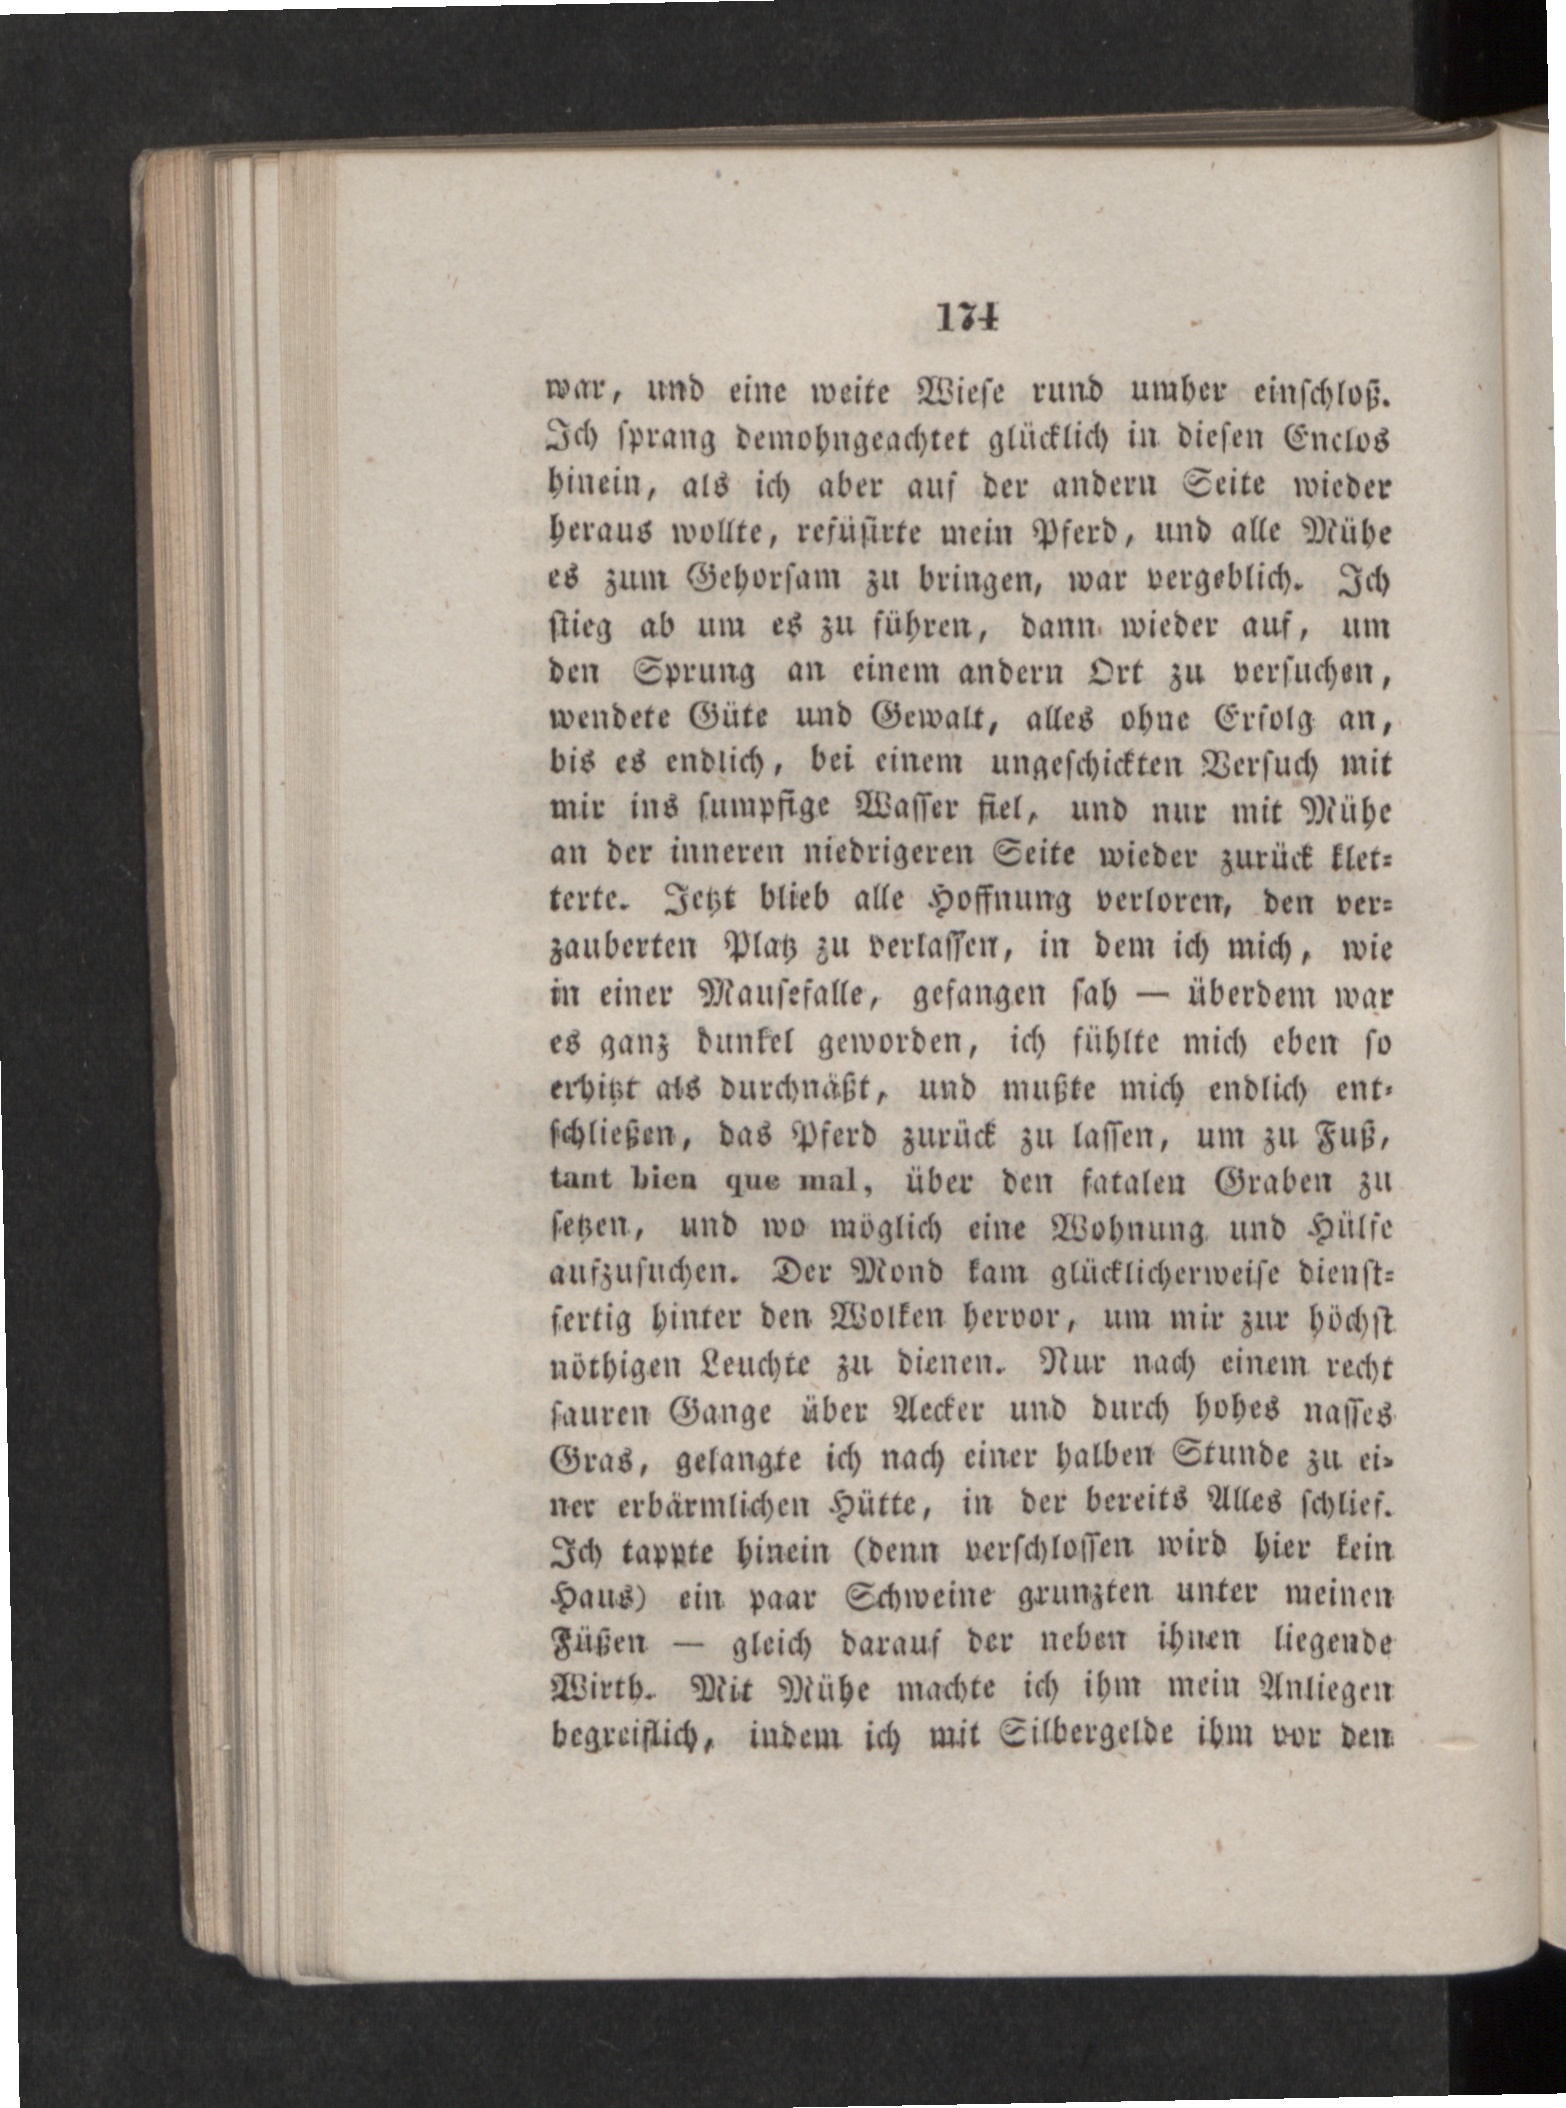 174
war, und eine weite Wiese rund umher einschloß.
Ich sprang demohngeachtet glücklich in diesen Enclos
hinein, als ich aber auf der andern Seite wieder
heraus wollte, refüsirte mein Pferd, und alle Mühe
es zum Gehorsam zu bringen, war vergeblich. Ich
stieg ab um es zu führen, dann wieder auf, um
den Sprung an einem andern Ort zu versuchen,
wendete Güte und Gewalt, alles ohne Erfolg an,
bis es endlich, bei einem ungeschickten Versuch mit
mir ins sumpfige Wasser fiel, und nur mit Mühe
an der inneren niedrigeren Seite wieder zurück klet-
terte. Jetzt blieb alle Hoffnung verloren, den ver-
zauberten Platz zu verlassen, in dem ich mich, wie
in einer Mausefalle, gefangen sah — überdem war
es ganz dunkel geworden, ich fühlte mich eben so
erhitzt als durchnäßt, und mußte mich endlich ent-
schließen, das Pferd zurück zu lassen, um zu Fuß,
tant bien que mal, über den fatalen Graben zu
setzen, und wo möglich eine Wohnung und Hülfe
aufzusuchen. Der Mond kam glücklicherweise dienst-
fertig hinter den Wolken hervor, um mir zur höchst
nöthigen Leuchte zu dienen. Nur nach einem recht
sauren Gange über Aecker und durch hohes nasses
Gras, gelangte ich nach einer halben Stunde zu ei-
ner erbärmlichen Hütte, in der bereits Alles schlief.
Ich tappte hinein (denn verschlossen wird hier kein
Haus) ein paar Schweine grunzten unter meinen
Füßen — gleich darauf der neben ihnen liegende
Wirth. Mit Mühe machte ich ihm mein Anliegen
begreiflich, indem ich mit Silbergelde ihm vor den